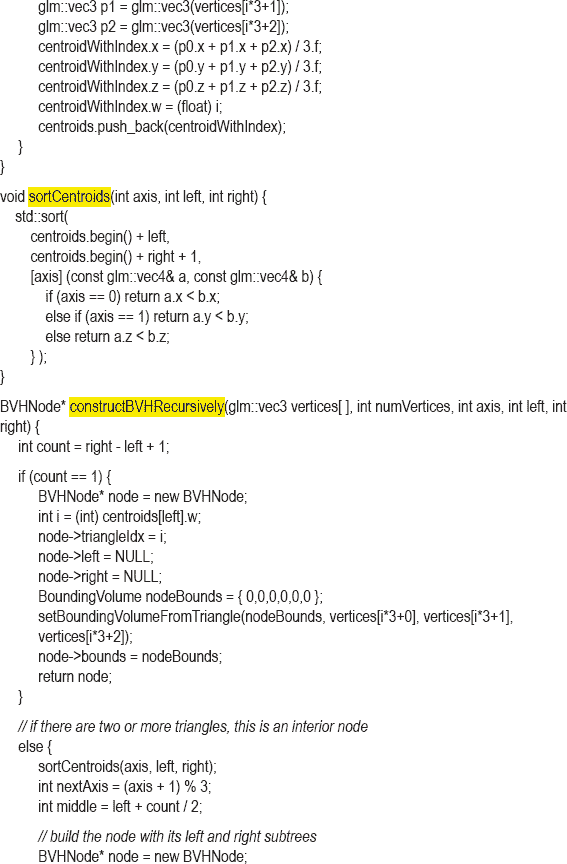 glm::vec3 p1 = glm::vec3(vertices[i*3+1]);
glm::vec3 p2 = glm::vec3(vertices[i*3+2]);
centroidWithIndex.x = (p0.x + p1.x + p2.x) / 3.f;
centroidWithIndex.y = (p0.y + p1.y + p2.y) / 3.f;
centroidWithIndex.z = (p0.z + p1.z + p2.z) / 3.f;
centroidWithIndex.w = (float) i;
centroids.push_back(centroidWithIndex);
}
}
void sortCentroids(int axis, int left, int right) {
std::sort(
centroids.begin() + left,
centroids.begin() + right + 1,
[axis] (const glm::vec4& a, const glm::vec4& b) {
if (axis == 0) return a.x < b.x;
else if (axis == 1) return a.y < b.y;
else return a.z < b.z;
} );
}
BVHNode* constructBVHRecursively(glm::vec3 vertices[ ], int numVertices, int axis, int left, int
right) {
int count = right - left + 1;
if (count == 1) {
BVHNode* node = new BVHNode;
int i = (int) centroids[left].w;
node->triangleIdx = i;
node->left = NULL;
node->right = NULL;
BoundingVolume nodeBounds = { 0,0,0,0,0,0 };
setBoundingVolumeFromTriangle(nodeBounds, vertices[i*3+0], vertices[i*3+1],
vertices[i*3+2]);
node->bounds = nodeBounds;
return node;
}
// if there are two or more triangles, this is an interior node
else {
sortCentroids(axis, left, right);
int nextAxis = (axis + 1) % 3;
int middle = left + count / 2;
// build the node with its left and right subtrees
BVHNode* node = new BVHNode;